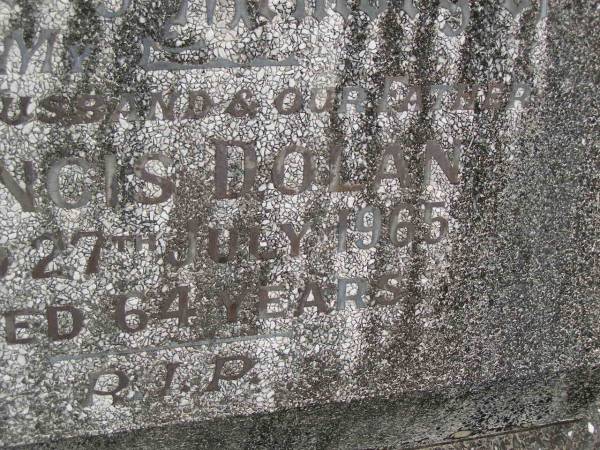 MY
HUSBAND & OUR FATHER
NCIS DOLAN
27TH JULY 1965
ED 64 YEARS
R.I.P.